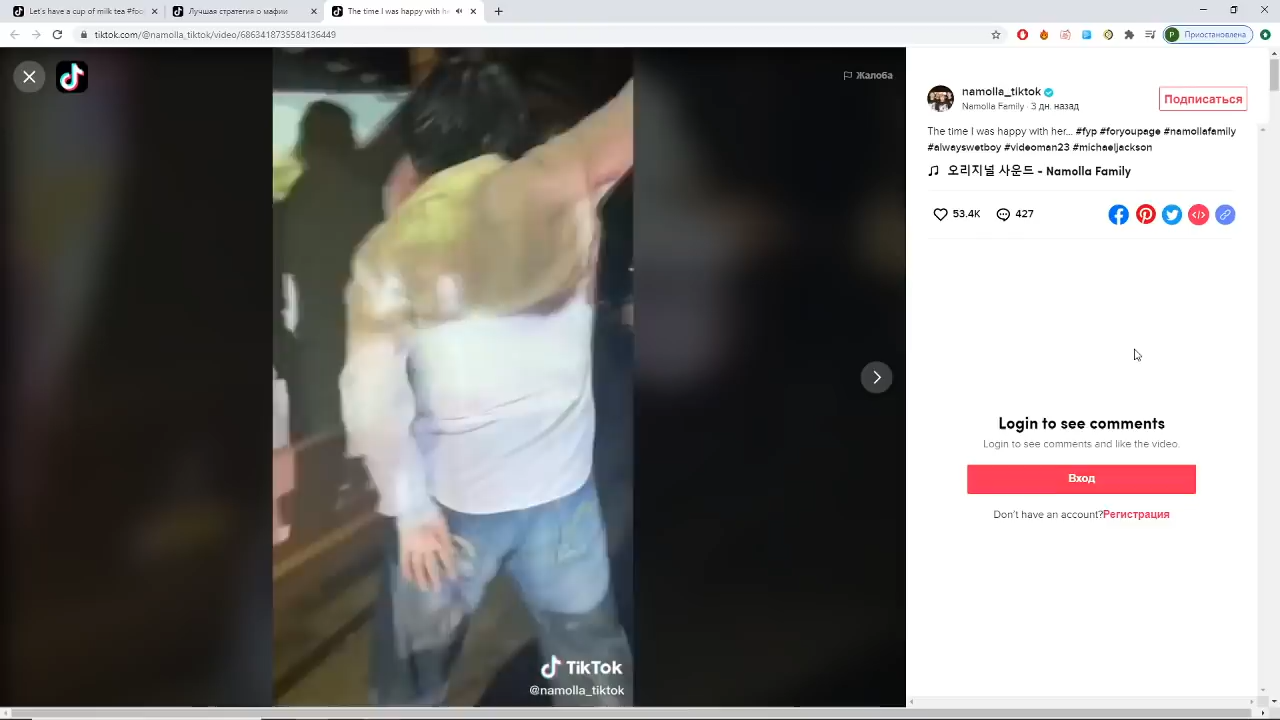 Let's have a cup of milk tea #foo
Лучшая стратегия о мафии
The time I was happy with he
tiktok.com/@namolla_tiktok/video/6863418735584136449
P Приостановлена
Жалоба
namolla_tiktok
Namolla Family · 3 дн. назад
Подписаться
The time I was happy with her... #fyp #foryoupage #namollafamily
#alwayswetboy #videoman23 #michaeljackson
오리지널 사운드 - Namolla Family
53.4K 427
Login to see comments
Login to see comments and like the video.
Вход
Don't have an account?Регистрация
TikTok
@namolla_tiktok